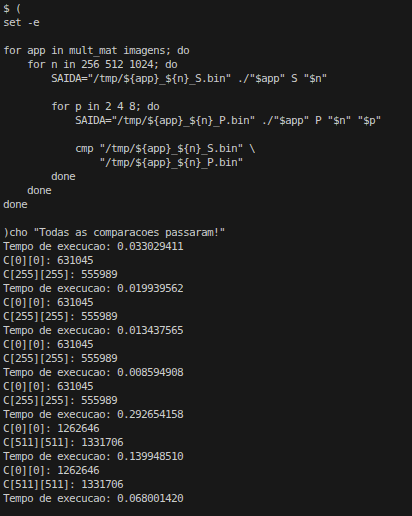 $ (
set -e
for app in mult_mat imagens; do
for n in 256 512 1024; do
SAIDA="/tmp/${app}_${n}_S.bin" ./"$app" S "$n"
for p in 2 4 8; do
SAIDA="/tmp/${app}_${n}_P.bin" ./"$app" P "$n" "$p"
cmp "/tmp/${app}_${n}_S.bin" \
"/tmp/${app}_${n}_P.bin"
done
done
done
)cho "Todas as comparacoes passaram!"
Tempo de execucao: 0.033029411
C[0][0]: 631045
C[255][255]: 555989
Tempo de execucao: 0.019939562
C[0][0]: 631045
C[255][255]: 555989
Tempo de execucao: 0.013437565
C[0][0]: 631045
C[255][255]: 555989
Tempo de execucao: 0.008594908
C[0][0]: 631045
C[255][255]: 555989
Tempo de execucao: 0.292654158
C[0][0]: 1262646
C[511][511]: 1331706
Tempo de execucao: 0.139948510
C[0][0]: 1262646
C[511][511]: 1331706
Tempo de execucao: 0.068001420